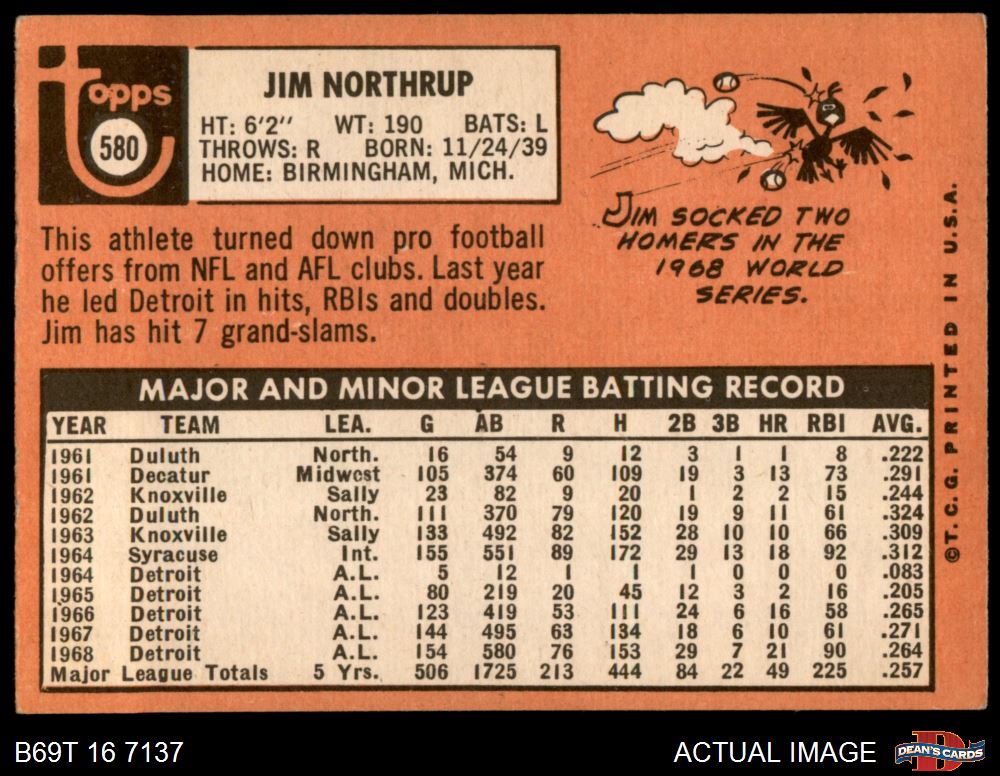 topps
580
JIM NORTHRUP
HT: 6'2" WT: 190 BATS: L
THROWS: R BORN: 11/24/39
HOME: BIRMINGHAM, MICH.
This athlete turned down pro football
offers from NFL and AFL clubs. Last year
he led Detroit in hits, RBIs and doubles.
Jim has hit 7 grand-slams.
JIM SOCKED TWO
HOMERS IN THE
1968 WORLD
SERIES.
MAJOR AND MINOR LEAGUE BATTING RECORD
YEAR TEAM LEA. G AB R H 2B 3B HR RBI AVG.
1961 Duluth North. 16 54 9 12 3 1 1 8 .222
1961 Decatur Midwest 105 374 60 109 19 3 13 73 .291
1962 Knoxville Sally 23 82 9 20 1 2 2 15 .244
1962 Duluth North. 111 370 79 120 19 9 11 61 .324
1963 Knoxville Sally 133 492 82 152 28 10 10 66 .309
1964 Syracuse Int. 155 551 89 172 29 13 18 92 .312
1964 Detroit A.L. 5 12 1 1 1 0 0 0 .083
1965 Detroit A.L. 80 219 20 45 12 3 2 16 .205
1966 Detroit A.L. 123 419 53 111 24 6 16 58 .265
1967 Detroit A.L. 144 495 63 134 18 6 10 61 .271
1968 Detroit A.L. 154 580 76 153 29 7 21 90 .264
Major League Totals 5 Yrs. 506 1725 213 444 84 22 49 225 .257
©T.C.G. PRINTED IN U.S.A.
B69T 16 7137
ACTUAL IMAGE
D
DEAN'S CARDS